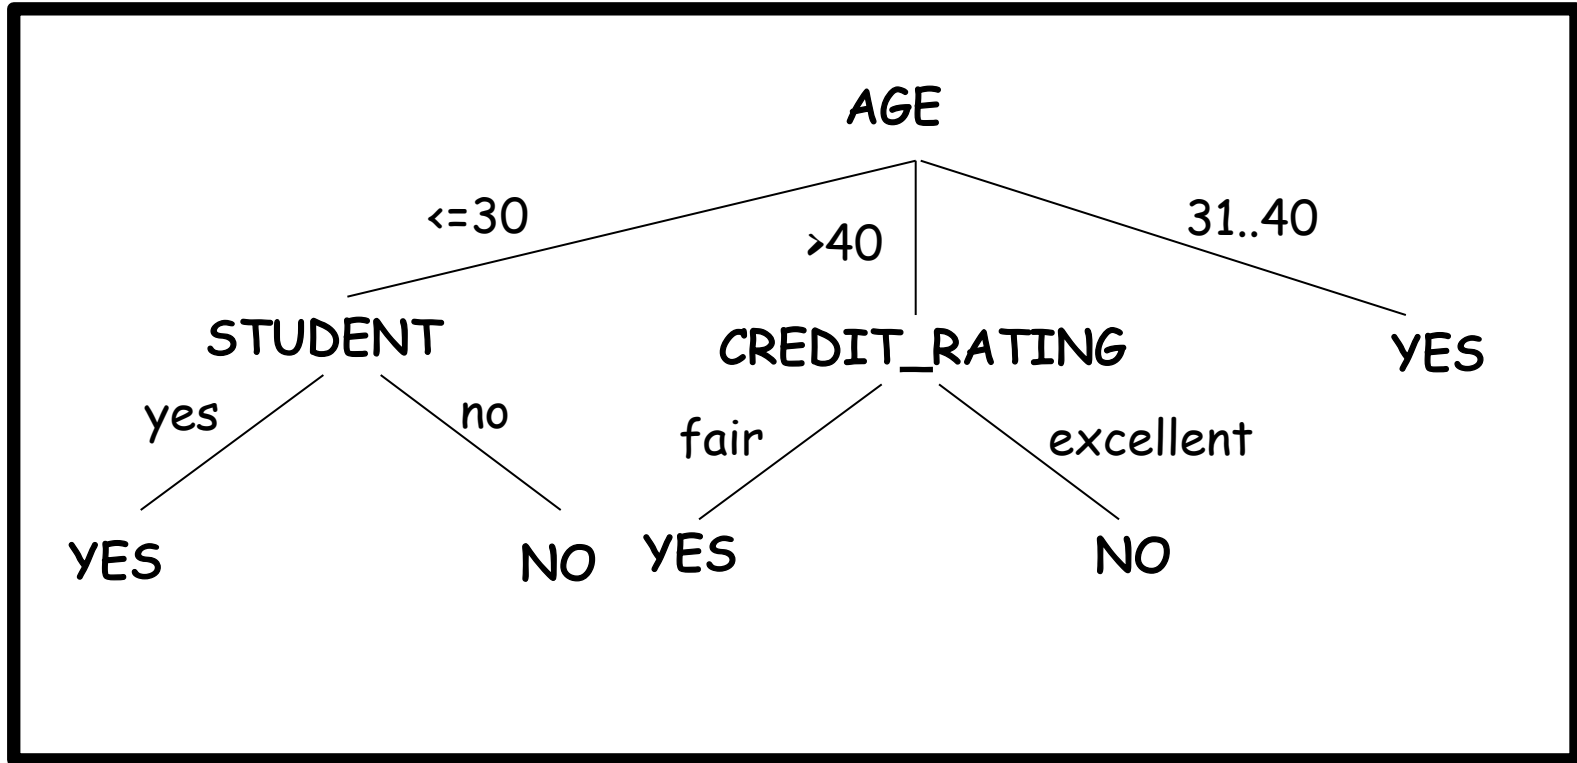 AGE
<=30
>40
31..40
STUDENT
CREDIT_RATING
YES
yes
no
fair
excellent
YES
NO
YES
NO